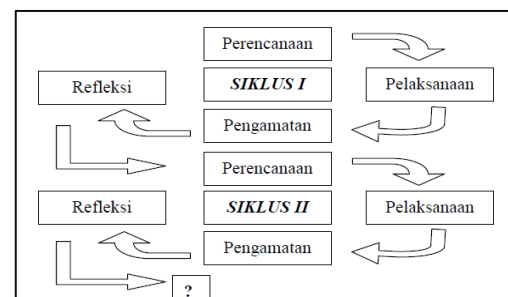 Perencanaan
Refleksi
SIKLUS I
Pelaksanaan
Pengamatan
Perencanaan
Refleksi
SIKLUS II
Pelaksanaan
Pengamatan
?